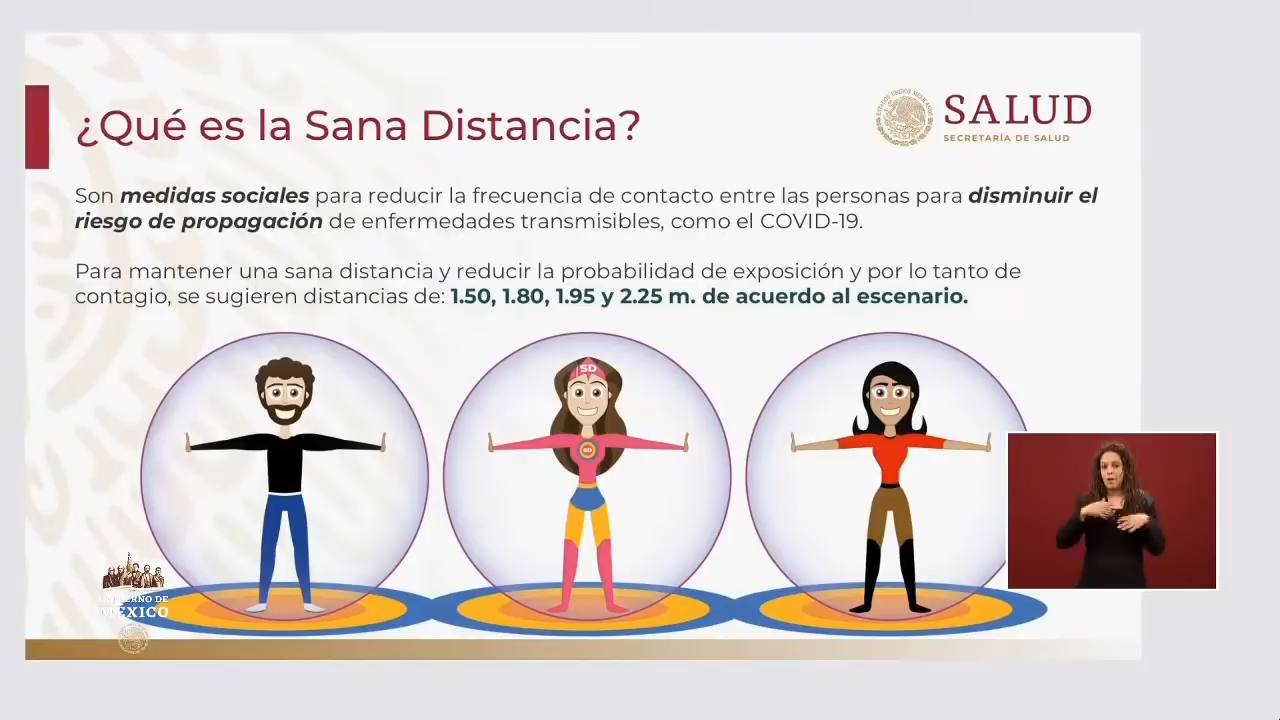 ¿Qué es la Sana Distancia?
SALUD
SECRETARÍA DE SALUD
Son medidas sociales para reducir la frecuencia de contacto entre las personas para disminuir el
riesgo de propagación de enfermedades transmisibles, como el COVID-19.
Para mantener una sana distancia y reducir la probabilidad de exposición y por lo tanto de
contagio, se sugieren distancias de: 1.50, 1.80, 1.95 y 2.25 m. de acuerdo al escenario.
SD
SD
GOBIERNO DE
MÉXICO